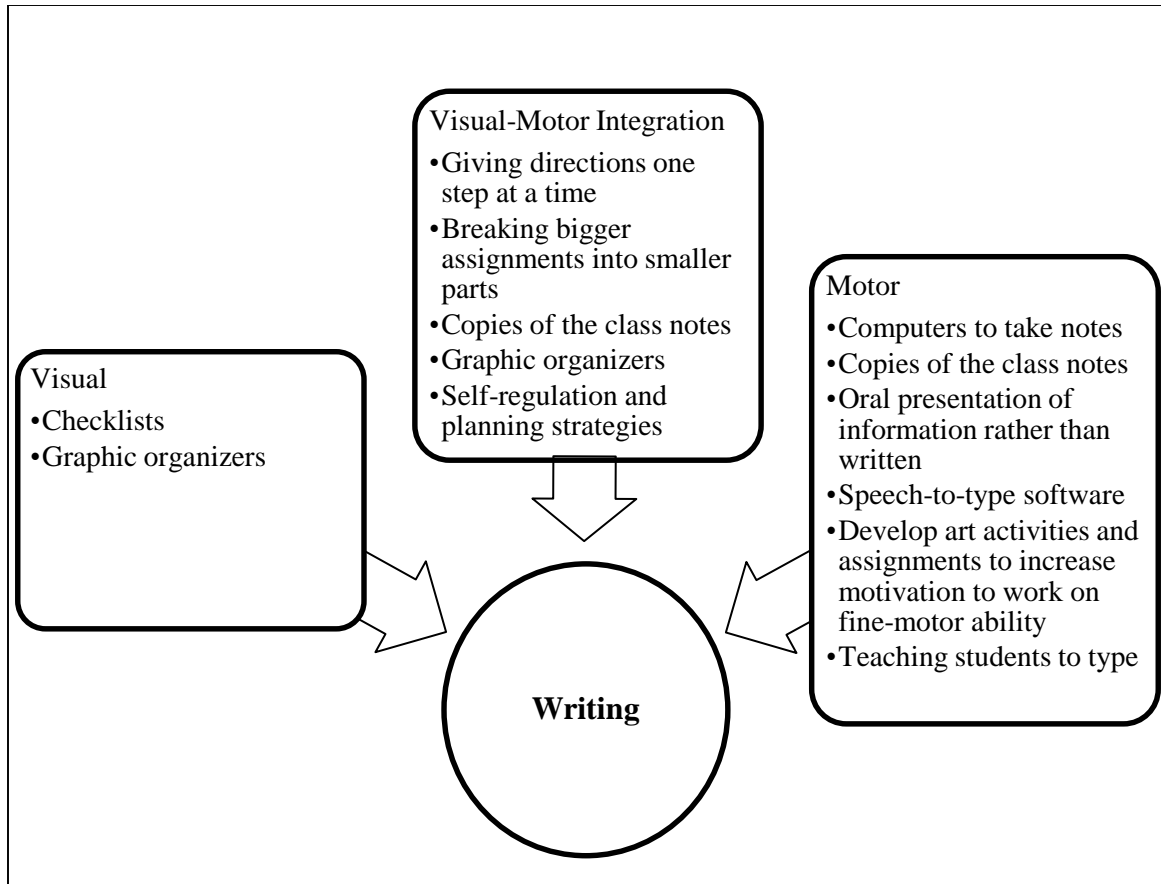 Visual-Motor Integration
•Giving directions one
step at a time
•Breaking bigger
assignments into smaller
parts
•Copies of the class notes
•Graphic organizers
•Self-regulation and
planning strategies
Visual
•Checklists
•Graphic organizers
Motor
•Computers to take notes
•Copies of the class notes
•Oral presentation of
information rather than
written
•Speech-to-type software
•Develop art activities and
assignments to increase
motivation to work on
fine-motor ability
•Teaching students to type
Writing